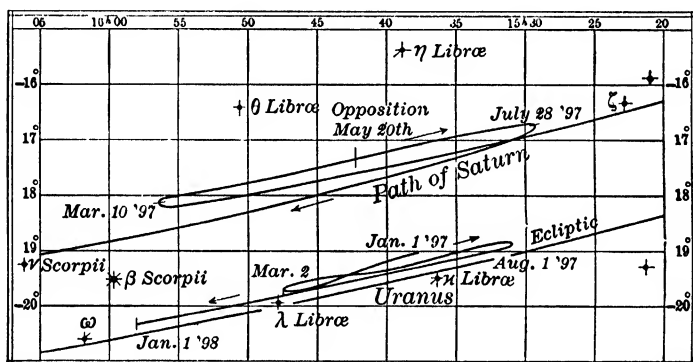 06 10ʰ00ᵐ 55 50 45 40 35 15ʰ30ᵐ 25 20
η Libræ
-16° -16°
ζ
θ Libræ Opposition July 28 '97
May 20th
-17° 17°
Path of Saturn
-18° -18°
Mar. 10 '97
Jan. 1 '97 Ecliptic
-19° -19°
ν Scorpii Mar. 2 Aug. 1 '97
β Scorpii ϰ Libræ
Uranus
-20° -20°
λ Libræ
ω
Jan. 1 '98